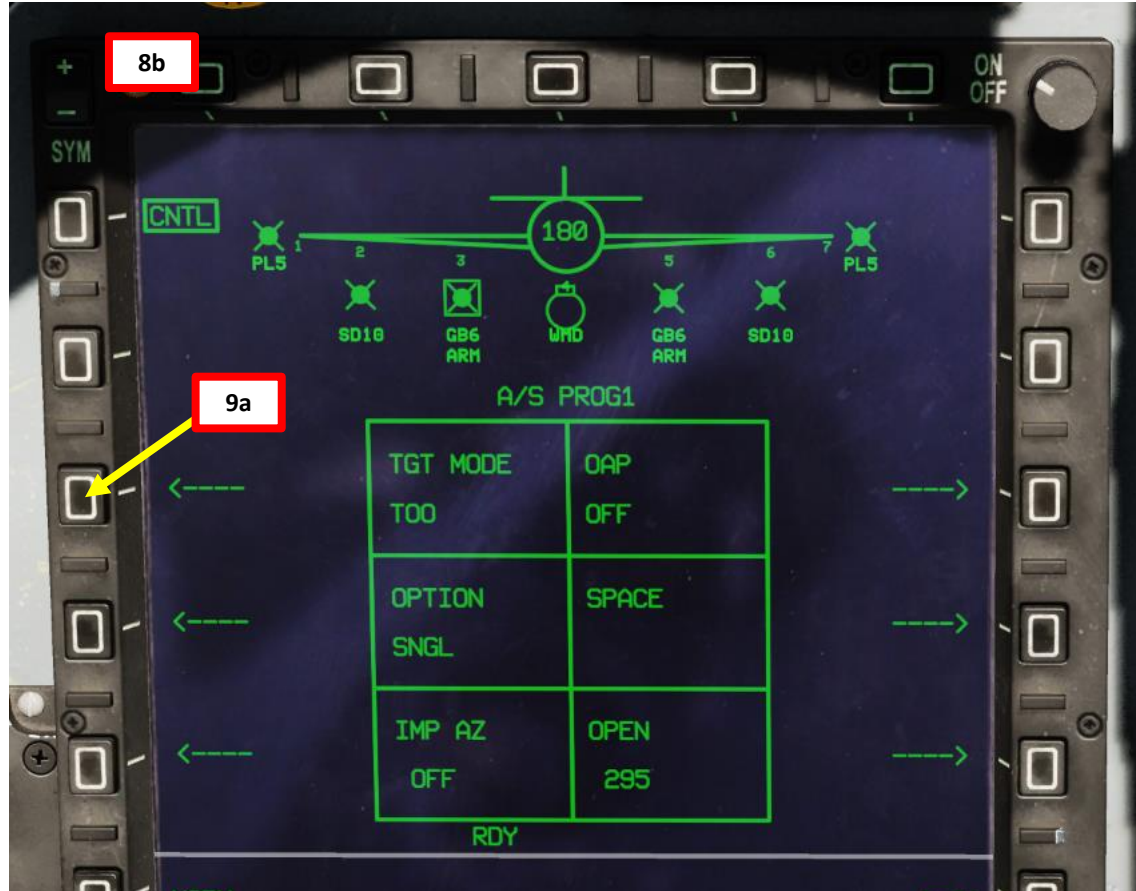 +
8b
ON
OFF
-
SYM
CNTL
180
1
7
PL5
2
3
5
6
PL5
SD10
GB6
ARM
WMD
GB6
ARM
SD10
A/S PROG1
9a
TGT MODE
OAP
<----
---->
TOO
OFF
OPTION
SPACE
<----
---->
SNGL
IMP AZ
OPEN
<----
---->
OFF
295
RDY